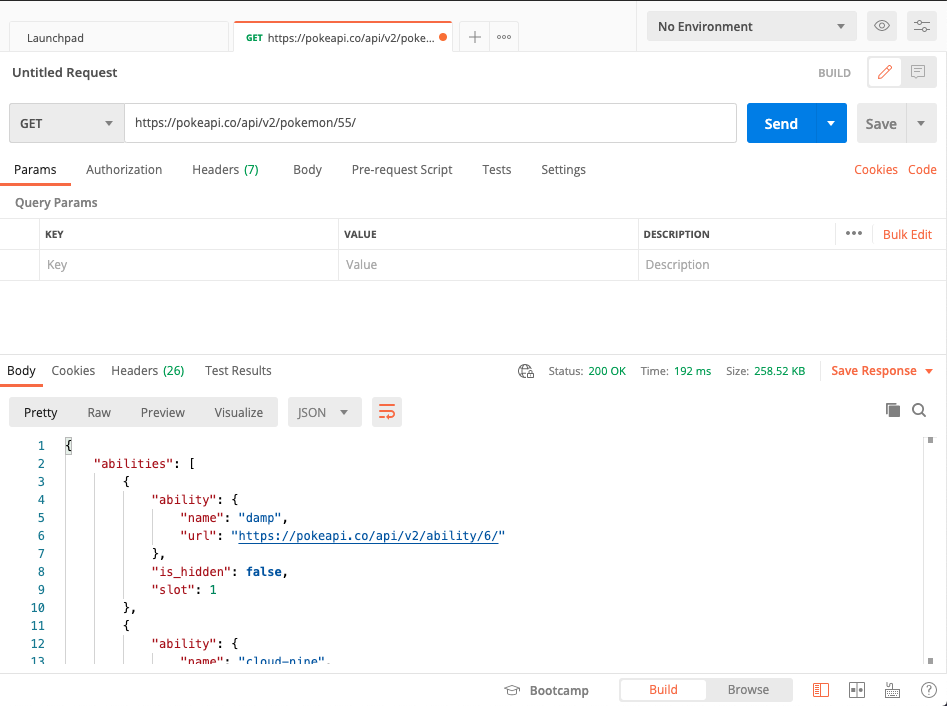 Launchpad
GET https://pokeapi.co/api/v2/poke...
No Environment
Untitled Request
BUILD
GET
https://pokeapi.co/api/v2/pokemon/55/
Send
Save
Params Authorization Headers (7) Body Pre-request Script Tests Settings Cookies Code
Query Params
KEY VALUE DESCRIPTION Bulk Edit
Key Value Description
Body Cookies Headers (26) Test Results Status: 200 OK Time: 192 ms Size: 258.52 KB Save Response
Pretty Raw Preview Visualize JSON
1 {
2 "abilities": [
3 {
4 "ability": {
5 "name": "damp",
6 "url": "https://pokeapi.co/api/v2/ability/6/"
7 },
8 "is_hidden": false,
9 "slot": 1
10 },
11 {
12 "ability": {
13 "name": "cloud-nine",
Bootcamp Build Browse